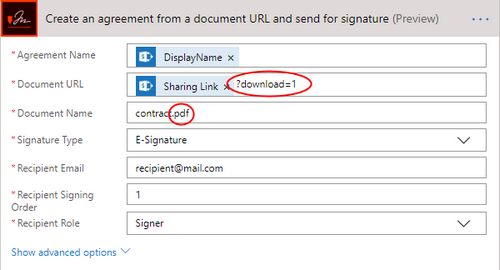 Create an agreement from a document URL and send for signature (Preview) ...
* Agreement Name DisplayName ×
* Document URL Sharing Link × ?download=1
* Document Name contract.pdf
* Signature Type E-Signature
* Recipient Email recipient@mail.com
* Recipient Signing
Order 1
* Recipient Role Signer
Show advanced options